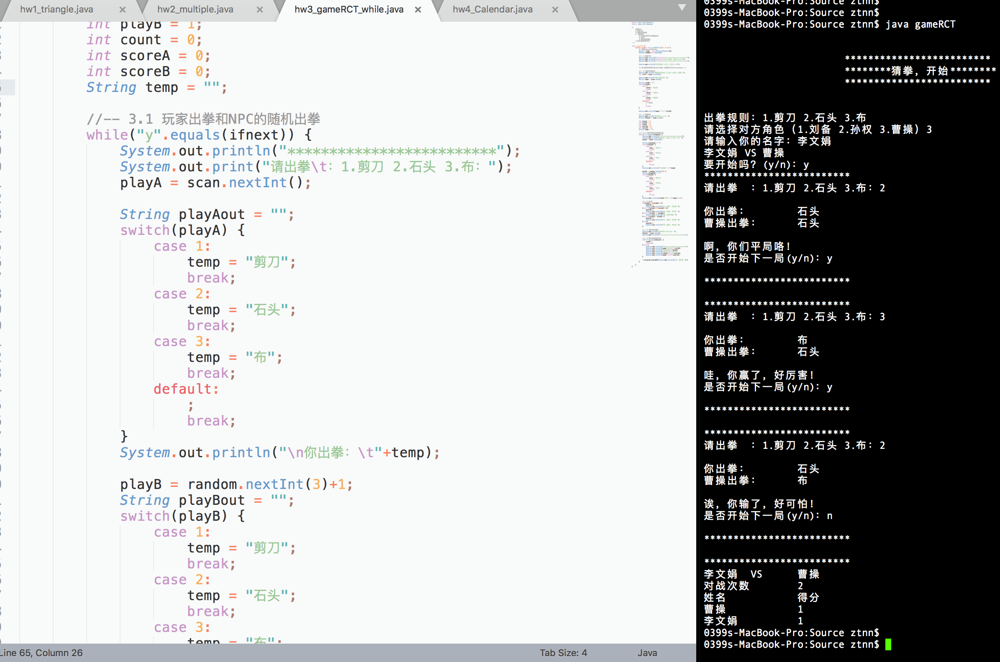 hw1_triangle.java × hw2_multiple.java × hw3_gameRCT_while.java × hw4_Calendar.java ×
int playB = 1;
int count = 0;
int scoreA = 0;
int scoreB = 0;
String temp = "";
//-- 3.1 玩家出拳和NPC的随机出拳
while("y".equals(ifnext)) {
System.out.println("*************************");
System.out.print("请出拳\t：1.剪刀 2.石头 3.布：");
playA = scan.nextInt();
String playAout = "";
switch(playA) {
case 1:
temp = "剪刀";
break;
case 2:
temp = "石头";
break;
case 3:
temp = "布";
break;
default:
;
break;
}
System.out.println("\n你出拳：\t"+temp);
playB = random.nextInt(3)+1;
String playBout = "";
switch(playB) {
case 1:
temp = "剪刀";
break;
case 2:
temp = "石头";
break;
case 3:
temp = "布";
Line 65, Column 26
Tab Size: 4
Java
0399s-MacBook-Pro:Source ztnn$
0399s-MacBook-Pro:Source ztnn$
0399s-MacBook-Pro:Source ztnn$ java gameRCT
*************************
********猜拳，开始********
*************************
出拳规则：1.剪刀 2.石头 3.布
请选择对方角色（1.刘备 2.孙权 3.曹操）3
请输入你的名字：李文娟
李文娟 VS 曹操
要开始吗？(y/n)：y
*************************
请出拳 ：1.剪刀 2.石头 3.布：2
你出拳： 石头
曹操出拳： 石头
啊，你们平局咯！
是否开始下一局(y/n)：y
*************************
*************************
请出拳 ：1.剪刀 2.石头 3.布：3
你出拳： 布
曹操出拳： 石头
哇，你赢了，好厉害！
是否开始下一局(y/n)：y
*************************
*************************
请出拳 ：1.剪刀 2.石头 3.布：2
你出拳： 石头
曹操出拳： 布
诶，你输了，好可怕！
是否开始下一局(y/n)：n
*************************
*************************
李文娟 VS 曹操
对战次数 2
姓名 得分
曹操 1
李文娟 1
0399s-MacBook-Pro:Source ztnn$
0399s-MacBook-Pro:Source ztnn$